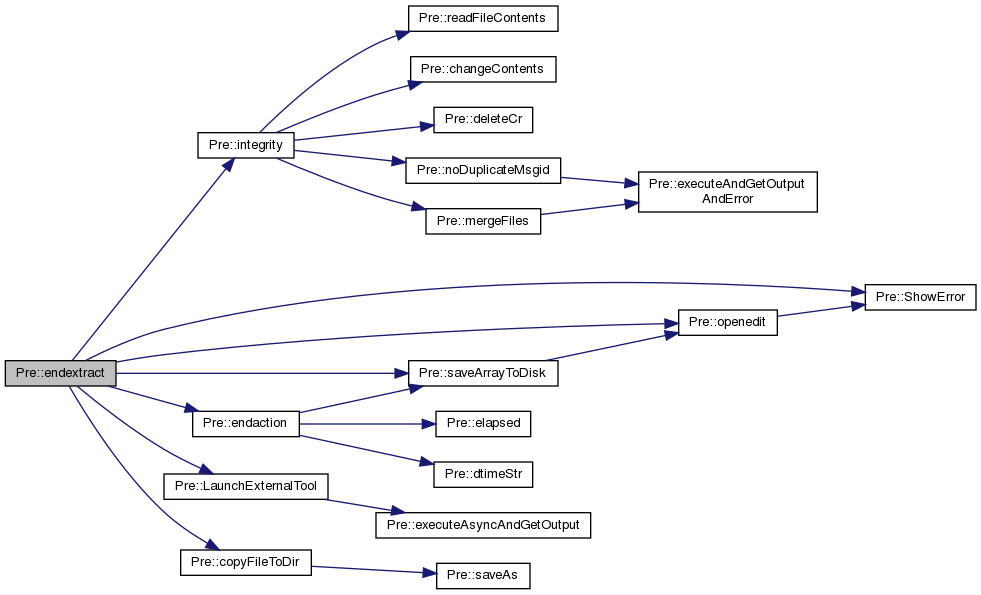 Pre::readFileContents
Pre::changeContents
Pre::deleteCr
Pre::integrity
Pre::noDuplicateMsgid
Pre::executeAndGetOutput
AndError
Pre::mergeFiles
Pre::ShowError
Pre::openedit
Pre::endextract
Pre::saveArrayToDisk
Pre::endaction
Pre::elapsed
Pre::dtimeStr
Pre::LaunchExternalTool
Pre::executeAsyncAndGetOutput
Pre::copyFileToDir
Pre::saveAs